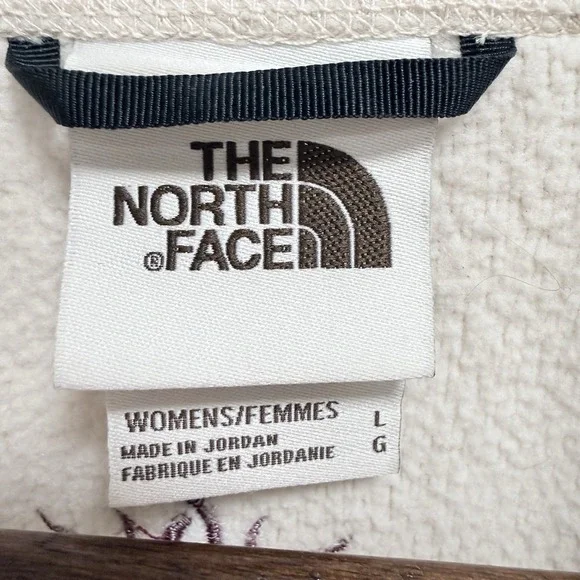 THE
NORTH
® FACE
WOMENS/FEMMES L
MADE IN JORDAN G
FABRIQUE EN JORDANIE